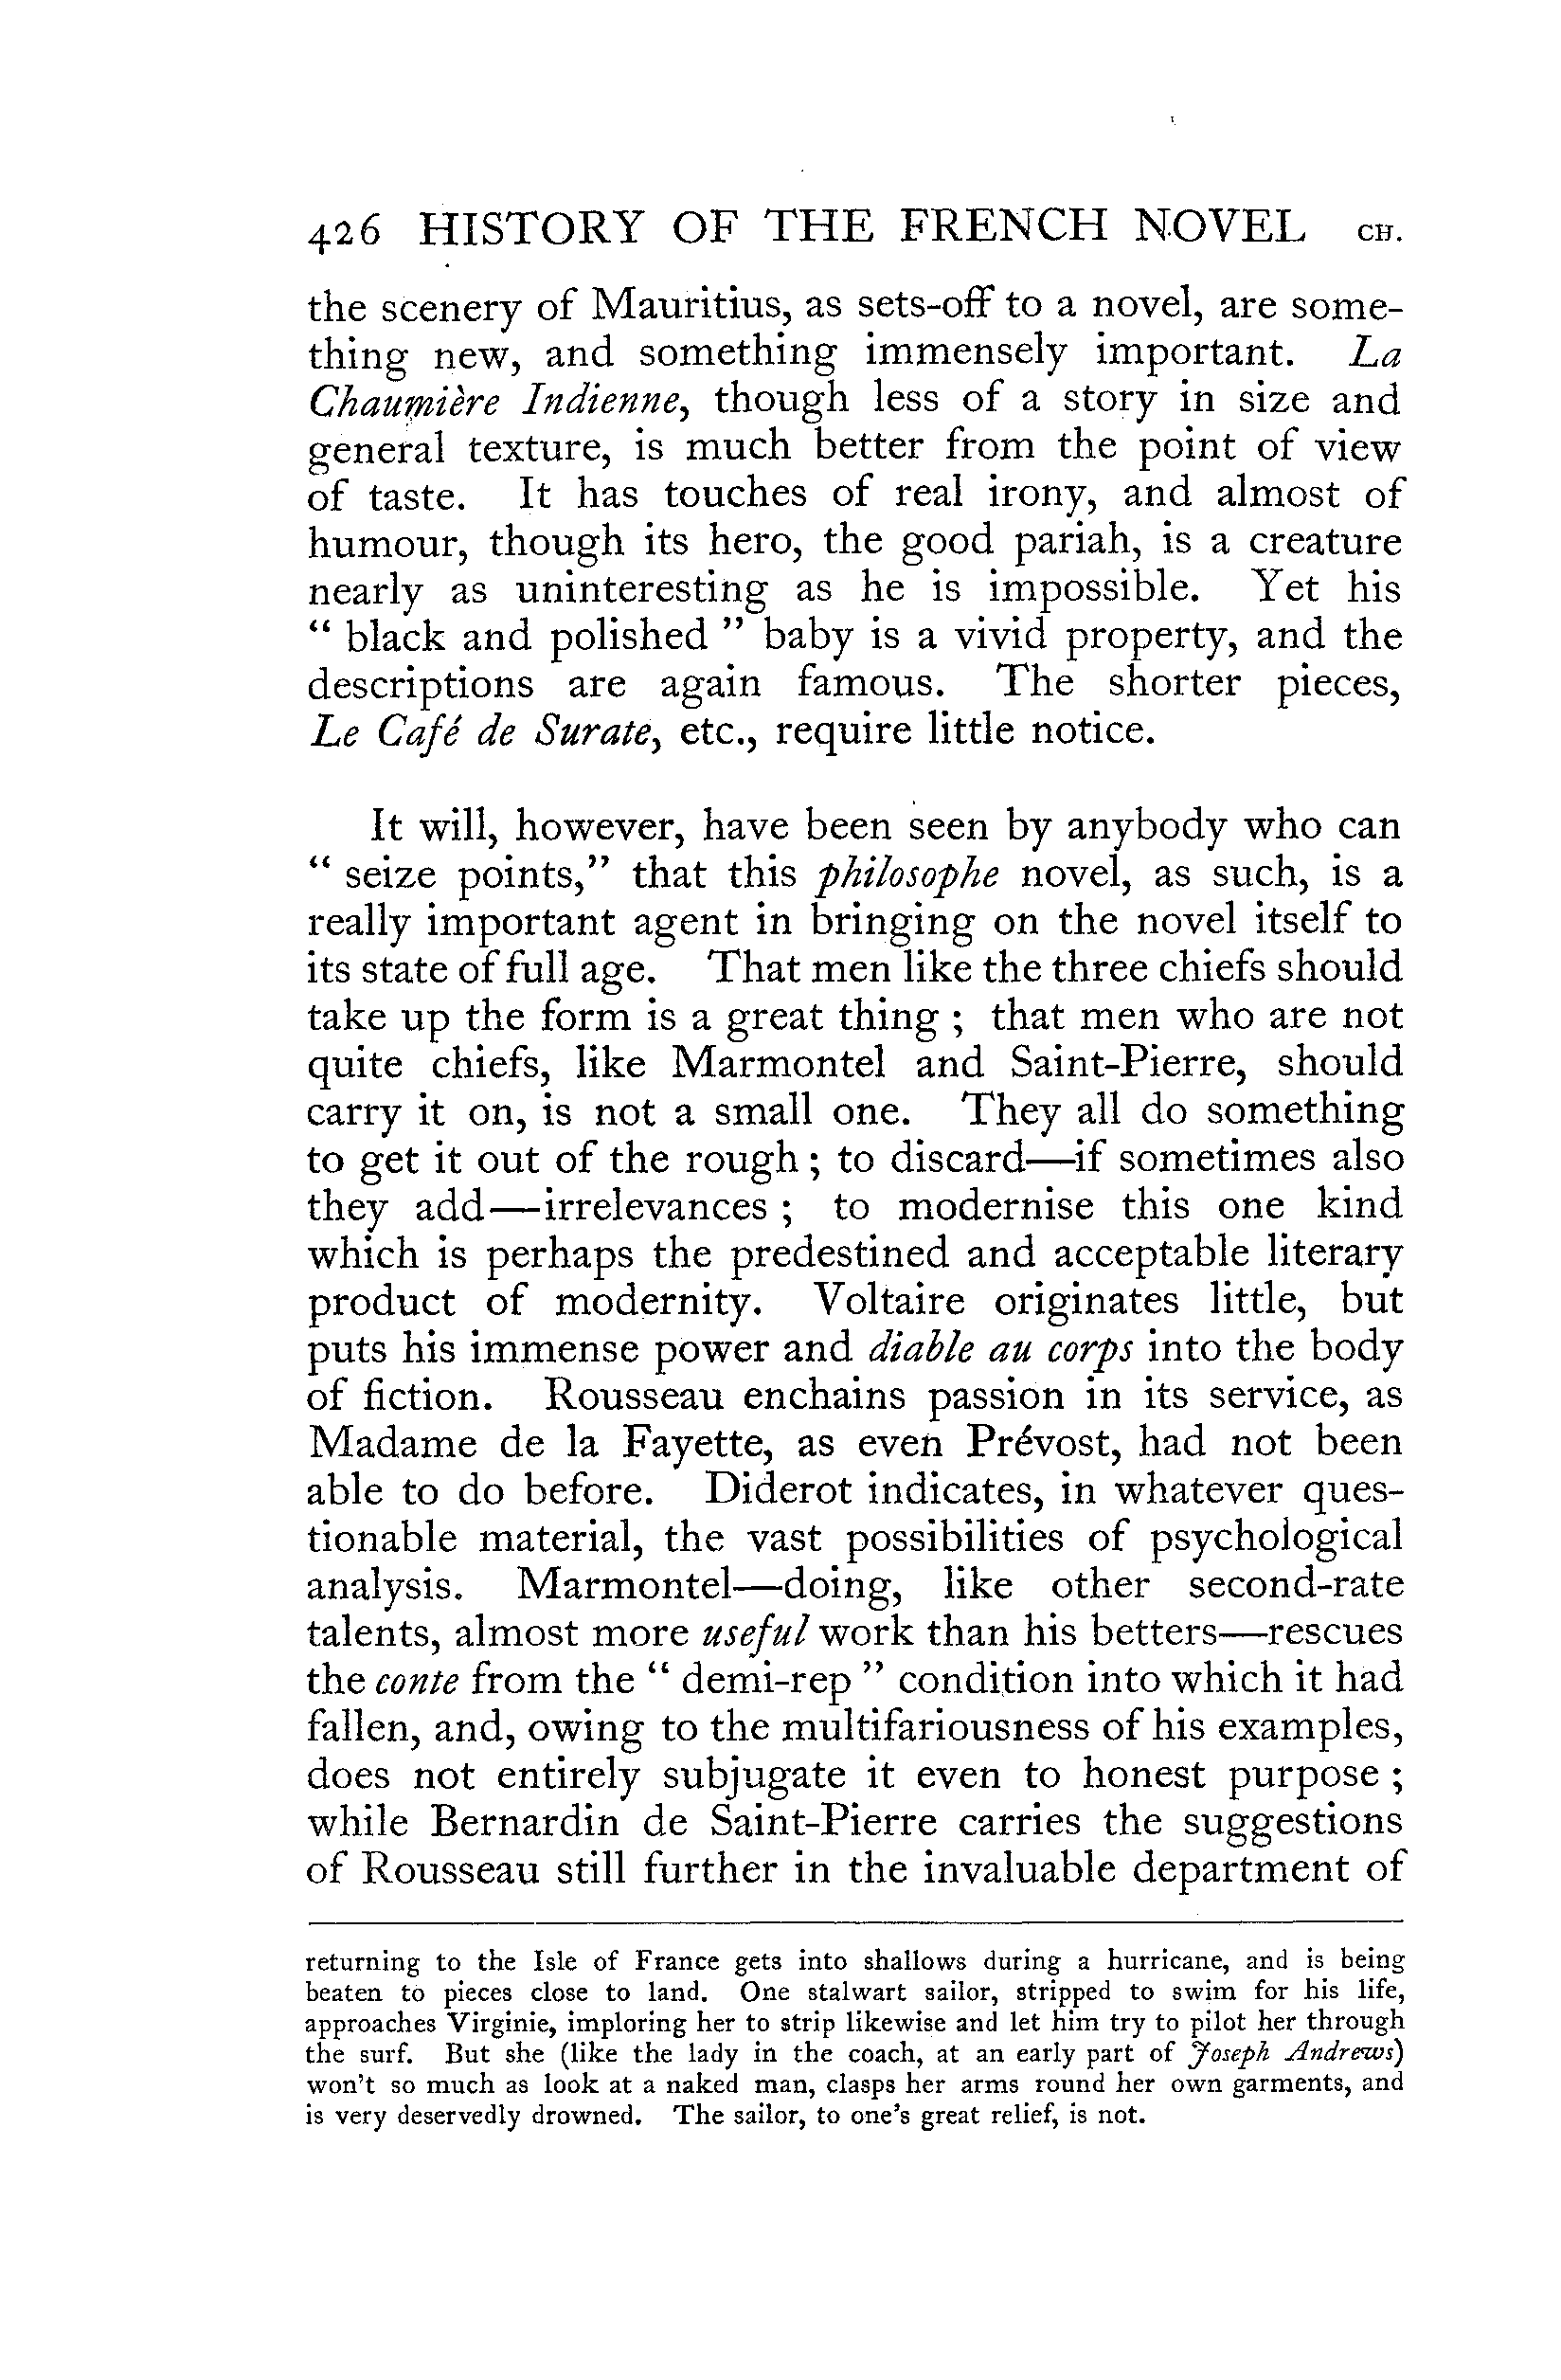 426 HISTORY OF THE FRENCH NOVEL CH.
the scenery of Mauritius, as sets-off to a novel, are some-
thing new, and something immensely important. La
Chaumière Indienne, though less of a story in size and
general texture, is much better from the point of view
of taste. It has touches of real irony, and almost of
humour, though its hero, the good pariah, is a creature
nearly as uninteresting as he is impossible. Yet his
“ black and polished ” baby is a vivid property, and the
descriptions are again famous. The shorter pieces,
Le Café de Surate, etc., require little notice.
It will, however, have been seen by anybody who can
“ seize points,” that this philosophe novel, as such, is a
really important agent in bringing on the novel itself to
its state of full age. That men like the three chiefs should
take up the form is a great thing ; that men who are not
quite chiefs, like Marmontel and Saint-Pierre, should
carry it on, is not a small one. They all do something
to get it out of the rough ; to discard—if sometimes also
they add—irrelevances ; to modernise this one kind
which is perhaps the predestined and acceptable literary
product of modernity. Voltaire originates little, but
puts his immense power and diable au corps into the body
of fiction. Rousseau enchains passion in its service, as
Madame de la Fayette, as even Prévost, had not been
able to do before. Diderot indicates, in whatever ques-
tionable material, the vast possibilities of psychological
analysis. Marmontel—doing, like other second-rate
talents, almost more useful work than his betters—rescues
the conte from the “ demi-rep ” condition into which it had
fallen, and, owing to the multifariousness of his examples,
does not entirely subjugate it even to honest purpose ;
while Bernardin de Saint-Pierre carries the suggestions
of Rousseau still further in the invaluable department of
returning to the Isle of France gets into shallows during a hurricane, and is being
beaten to pieces close to land. One stalwart sailor, stripped to swim for his life,
approaches Virginie, imploring her to strip likewise and let him try to pilot her through
the surf. But she (like the lady in the coach, at an early part of Joseph Andrews)
won’t so much as look at a naked man, clasps her arms round her own garments, and
is very deservedly drowned. The sailor, to one’s great relief, is not.